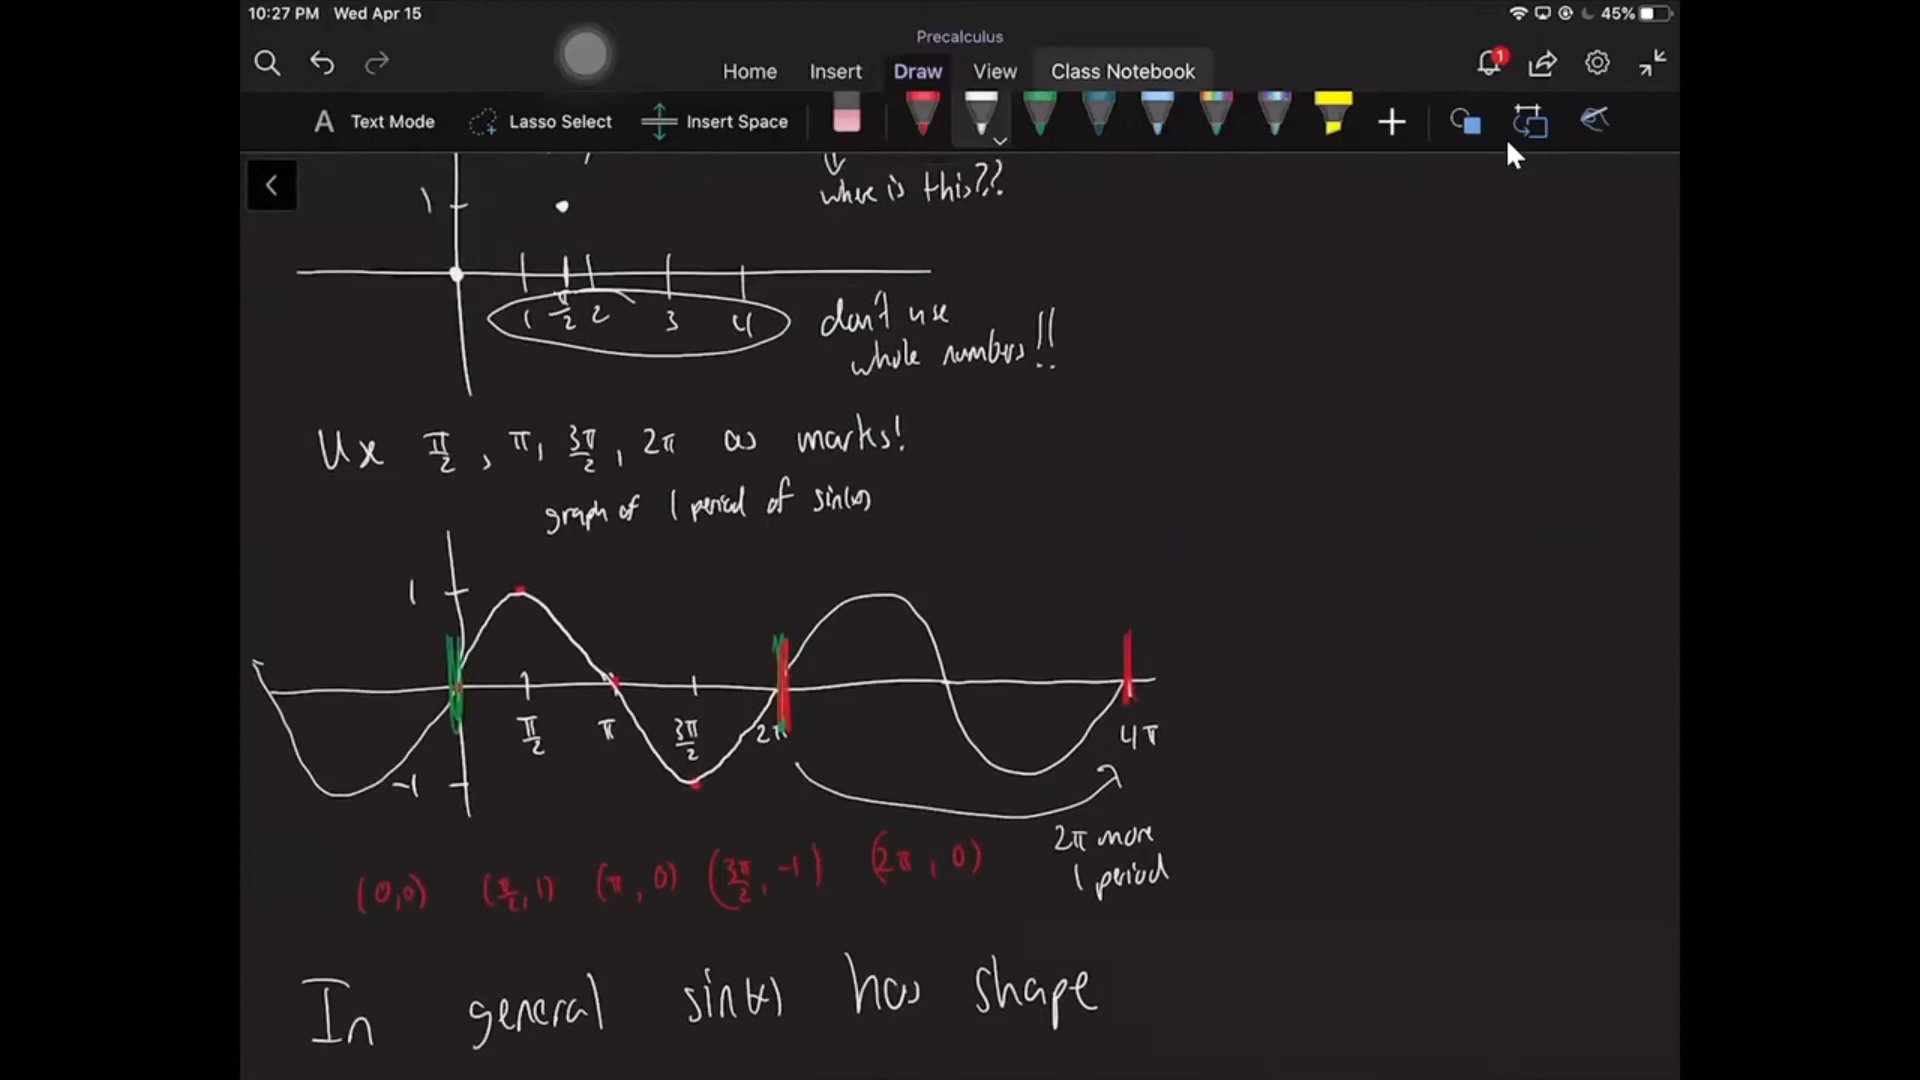 10:27 PM Wed Apr 15
45%
Precalculus
1
Home Insert Draw View Class Notebook
Text Mode Lasso Select Insert Space
where is this??
1
1 π/2 2 3 4
don't use
whole numbers!!
Use π/2, π, 3π/2, 2π as marks!
graph of 1 period of sin(x)
1
π/2 π 3π/2 2π 4π
-1
2π more
1 period
(0,0) (π/2, 1) (π, 0) (3π/2, -1) (2π, 0)
In general sin(x) has shape